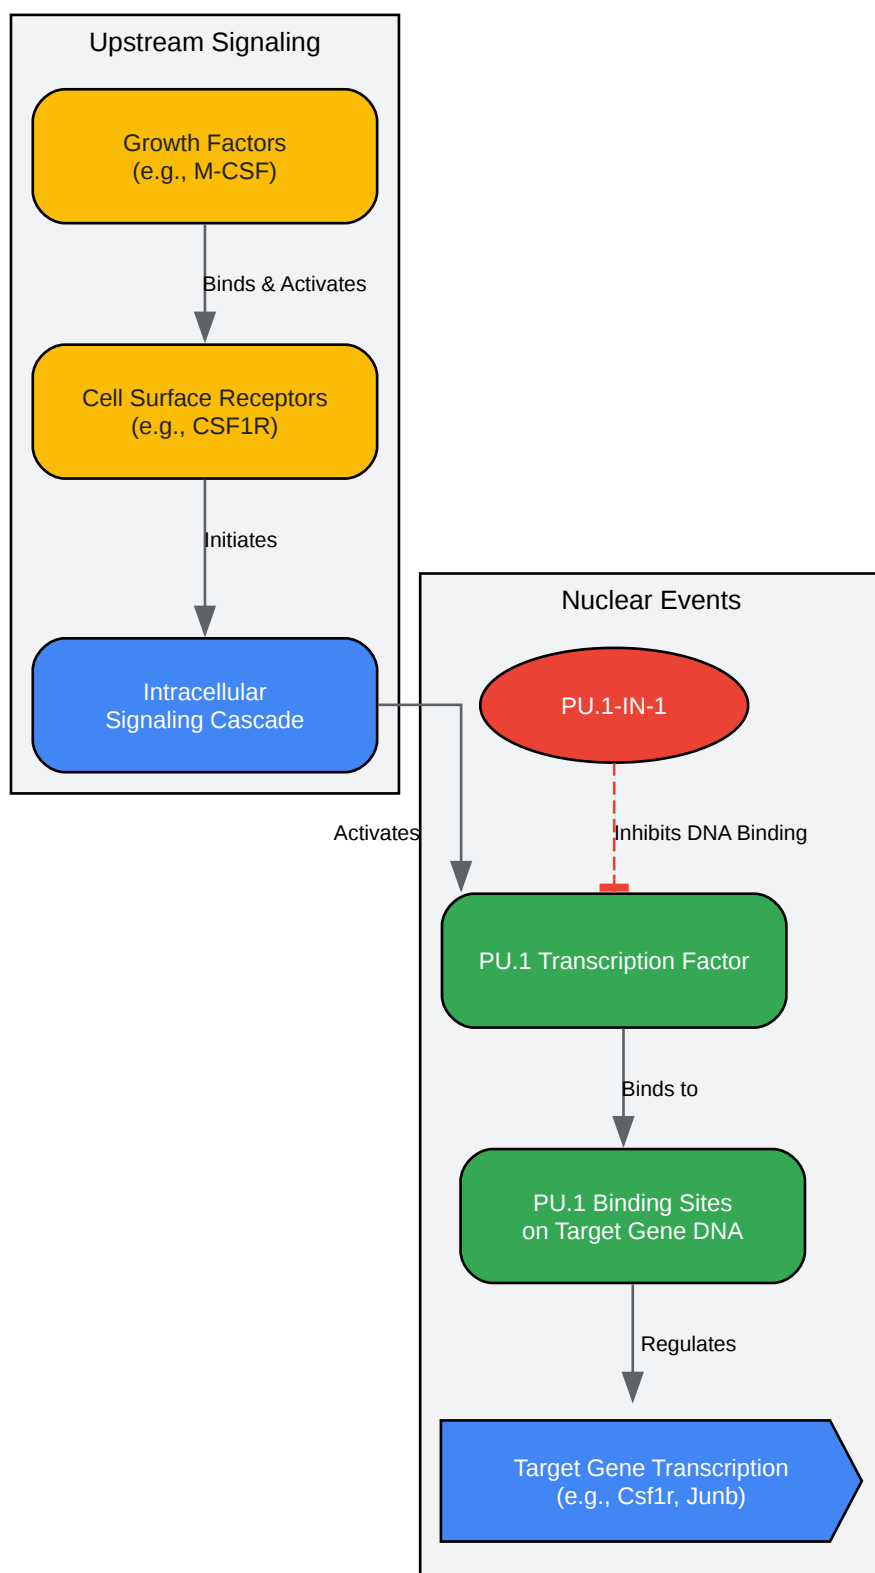 Upstream Signaling
Growth Factors
(e.g., M-CSF)
Binds & Activates
Cell Surface Receptors
(e.g., CSF1R)
Initiates
Intracellular
Signaling Cascade
Activates
Nuclear Events
PU.1-IN-1
Inhibits DNA Binding
PU.1 Transcription Factor
Binds to
PU.1 Binding Sites
on Target Gene DNA
Regulates
Target Gene Transcription
(e.g., Csf1r, Junb)